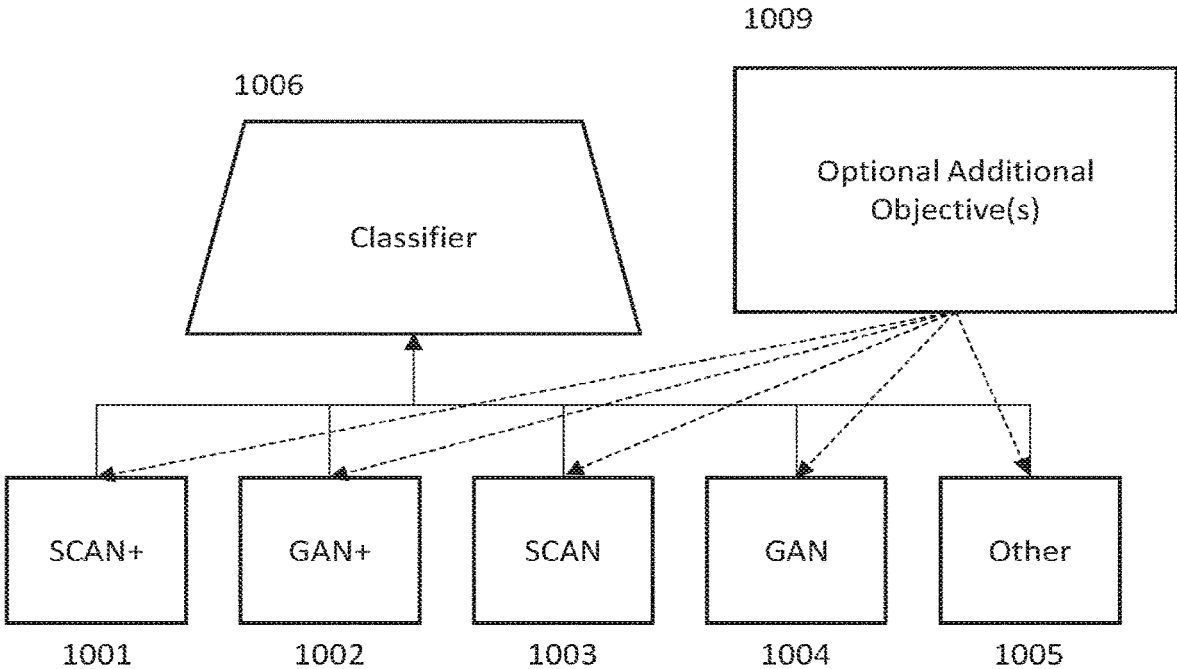 1009
1006
Optional Additional
Objective(s)
Classifier
SCAN+
GAN+
SCAN
GAN
Other
1001
1002
1003
1004
1005